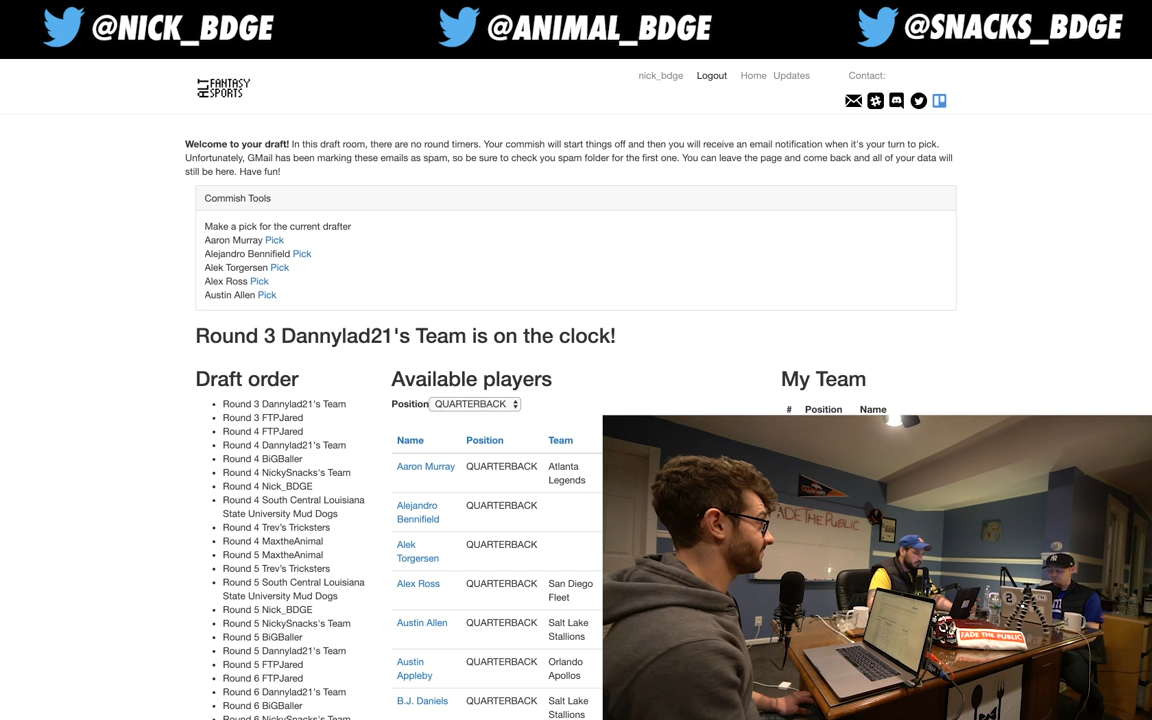 @NICK_BDGE
@ANIMAL_BDGE
@SNACKS_BDGE
ALT FANTASY SPORTS
nick_bdge Logout Home Updates Contact:
Welcome to your draft! In this draft room, there are no round timers. Your commish will start things off and then you will receive an email notification when it's your turn to pick.
Unfortunately, GMail has been marking these emails as spam, so be sure to check you spam folder for the first one. You can leave the page and come back and all of your data will
still be here. Have fun!
Commish Tools
Make a pick for the current drafter
Aaron Murray Pick
Alejandro Bennifield Pick
Alek Torgersen Pick
Alex Ross Pick
Austin Allen Pick
Round 3 Dannylad21's Team is on the clock!
Draft order
Round 3 Dannylad21's Team
Round 3 FTPJared
Round 4 FTPJared
Round 4 Dannylad21's Team
Round 4 BiGBaller
Round 4 NickySnacks's Team
Round 4 Nick_BDGE
Round 4 South Central Louisiana
State University Mud Dogs
Round 4 Trev's Tricksters
Round 4 MaxtheAnimal
Round 5 MaxtheAnimal
Round 5 Trev's Tricksters
Round 5 South Central Louisiana
State University Mud Dogs
Round 5 Nick_BDGE
Round 5 NickySnacks's Team
Round 5 BiGBaller
Round 5 Dannylad21's Team
Round 5 FTPJared
Round 6 FTPJared
Round 6 Dannylad21's Team
Round 6 BiGBaller
Round 6 NickySnacks's Team
Available players
Position QUARTERBACK
Name Position Team
Aaron Murray QUARTERBACK Atlanta
Legends
Alejandro QUARTERBACK
Bennifield
Alek QUARTERBACK
Torgersen
Alex Ross QUARTERBACK San Diego
Fleet
Austin Allen QUARTERBACK Salt Lake
Stallions
Austin QUARTERBACK Orlando
Appleby Apollos
B.J. Daniels QUARTERBACK Salt Lake
Stallions
My Team
# Position Name
FADE THE PUBLIC
FADE THE PUBLIC